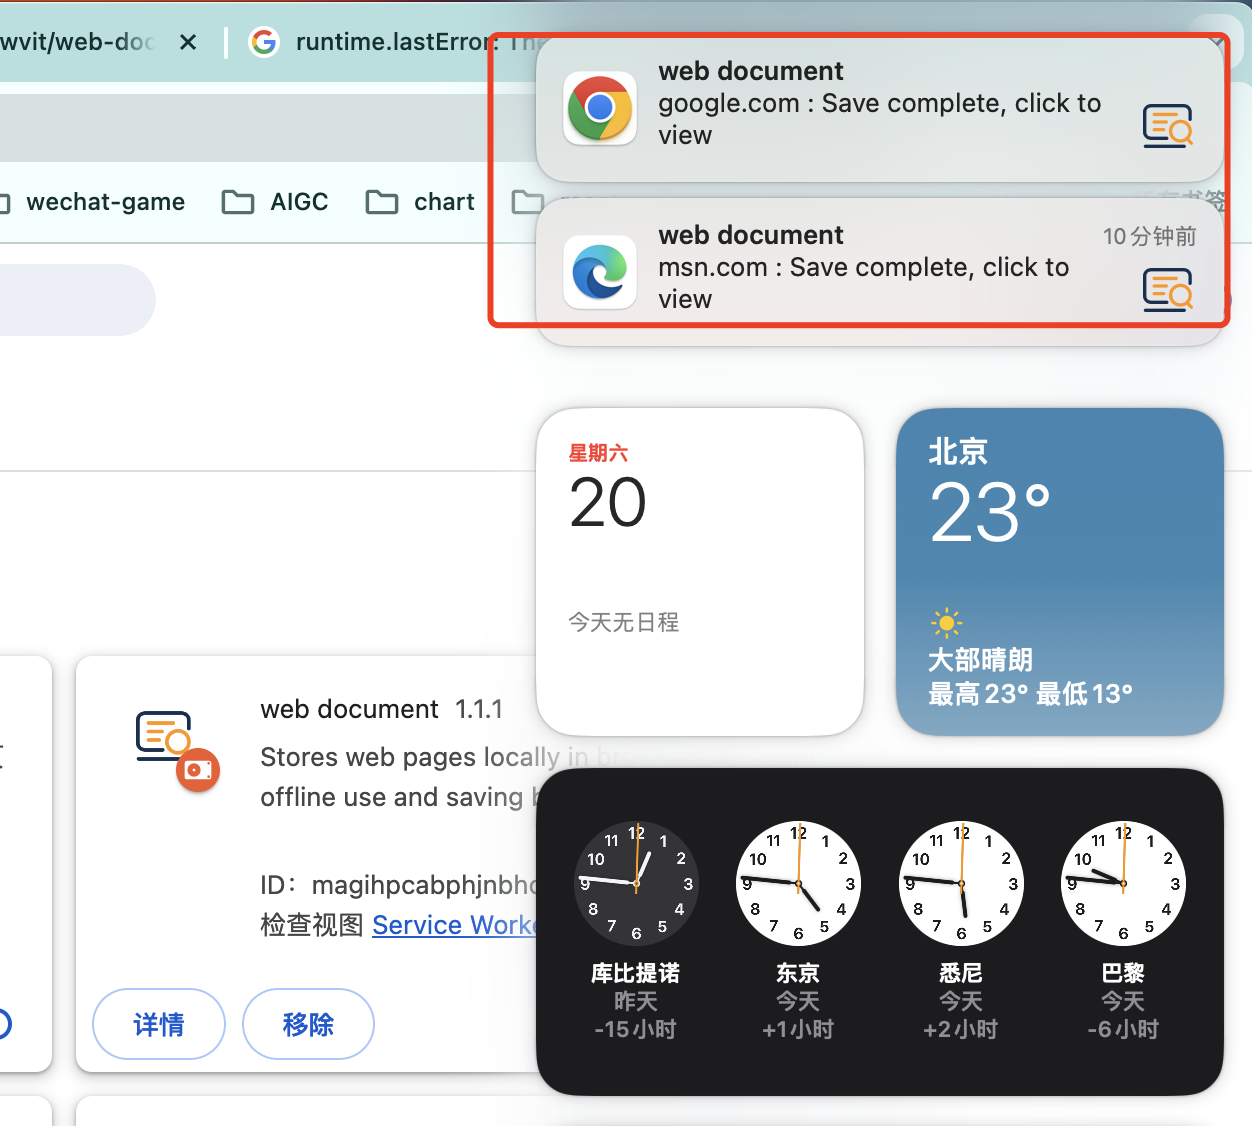 wvit/web-doc
runtime.lastError: The
web document
google.com : Save complete, click to
view
wechat-game
AIGC
chart
web document
10分钟前
msn.com : Save complete, click to
view
星期六
20
今天无日程
北京
23°
大部晴朗
最高23° 最低13°
web document 1.1.1
Stores web pages locally in br
offline use and saving b
ID： magihpcabphjnbhc
检查视图 Service Worke
详情
移除
12 1 2 3 4 5 6 7 8 9 10 11
库比提诺
昨天
-15小时
12 1 2 3 4 5 6 7 8 9 10 11
东京
今天
+1小时
12 1 2 3 4 5 6 7 8 9 10 11
悉尼
今天
+2小时
12 1 2 3 4 5 6 7 8 9 10 11
巴黎
今天
-6小时